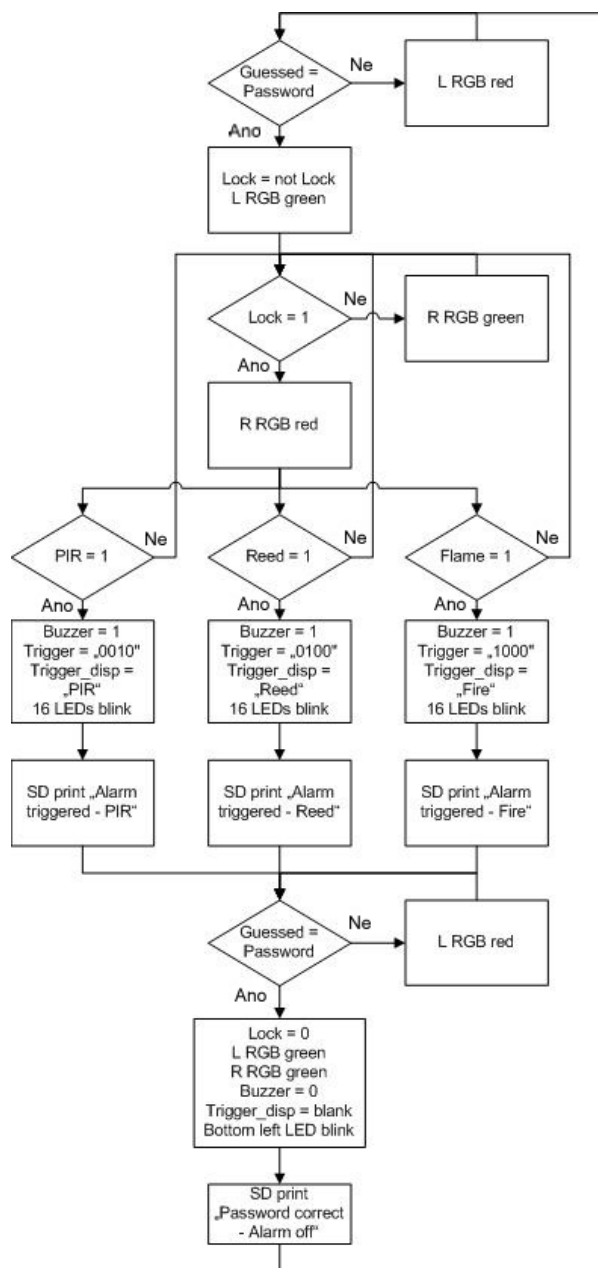 Guessed =
Password
Ne
L RGB red
Ano
Lock = not Lock
L RGB green
Lock = 1
Ne
R RGB green
Ano
R RGB red
PIR = 1
Ne
Reed = 1
Ne
Flame = 1
Ne
Ano
Ano
Ano
Buzzer = 1
Trigger = „0010"
Trigger_disp =
„PIR“
16 LEDs blink
Buzzer = 1
Trigger = „0100"
Trigger_disp =
„Reed“
16 LEDs blink
Buzzer = 1
Trigger = „1000"
Trigger_disp =
„Fire“
16 LEDs blink
SD print „Alarm
triggered - PIR“
SD print „Alarm
triggered - Reed“
SD print „Alarm
triggered - Fire“
Guessed =
Password
Ne
L RGB red
Ano
Lock = 0
L RGB green
R RGB green
Buzzer = 0
Trigger_disp = blank
Bottom left LED blink
SD print
„Password correct
- Alarm off“